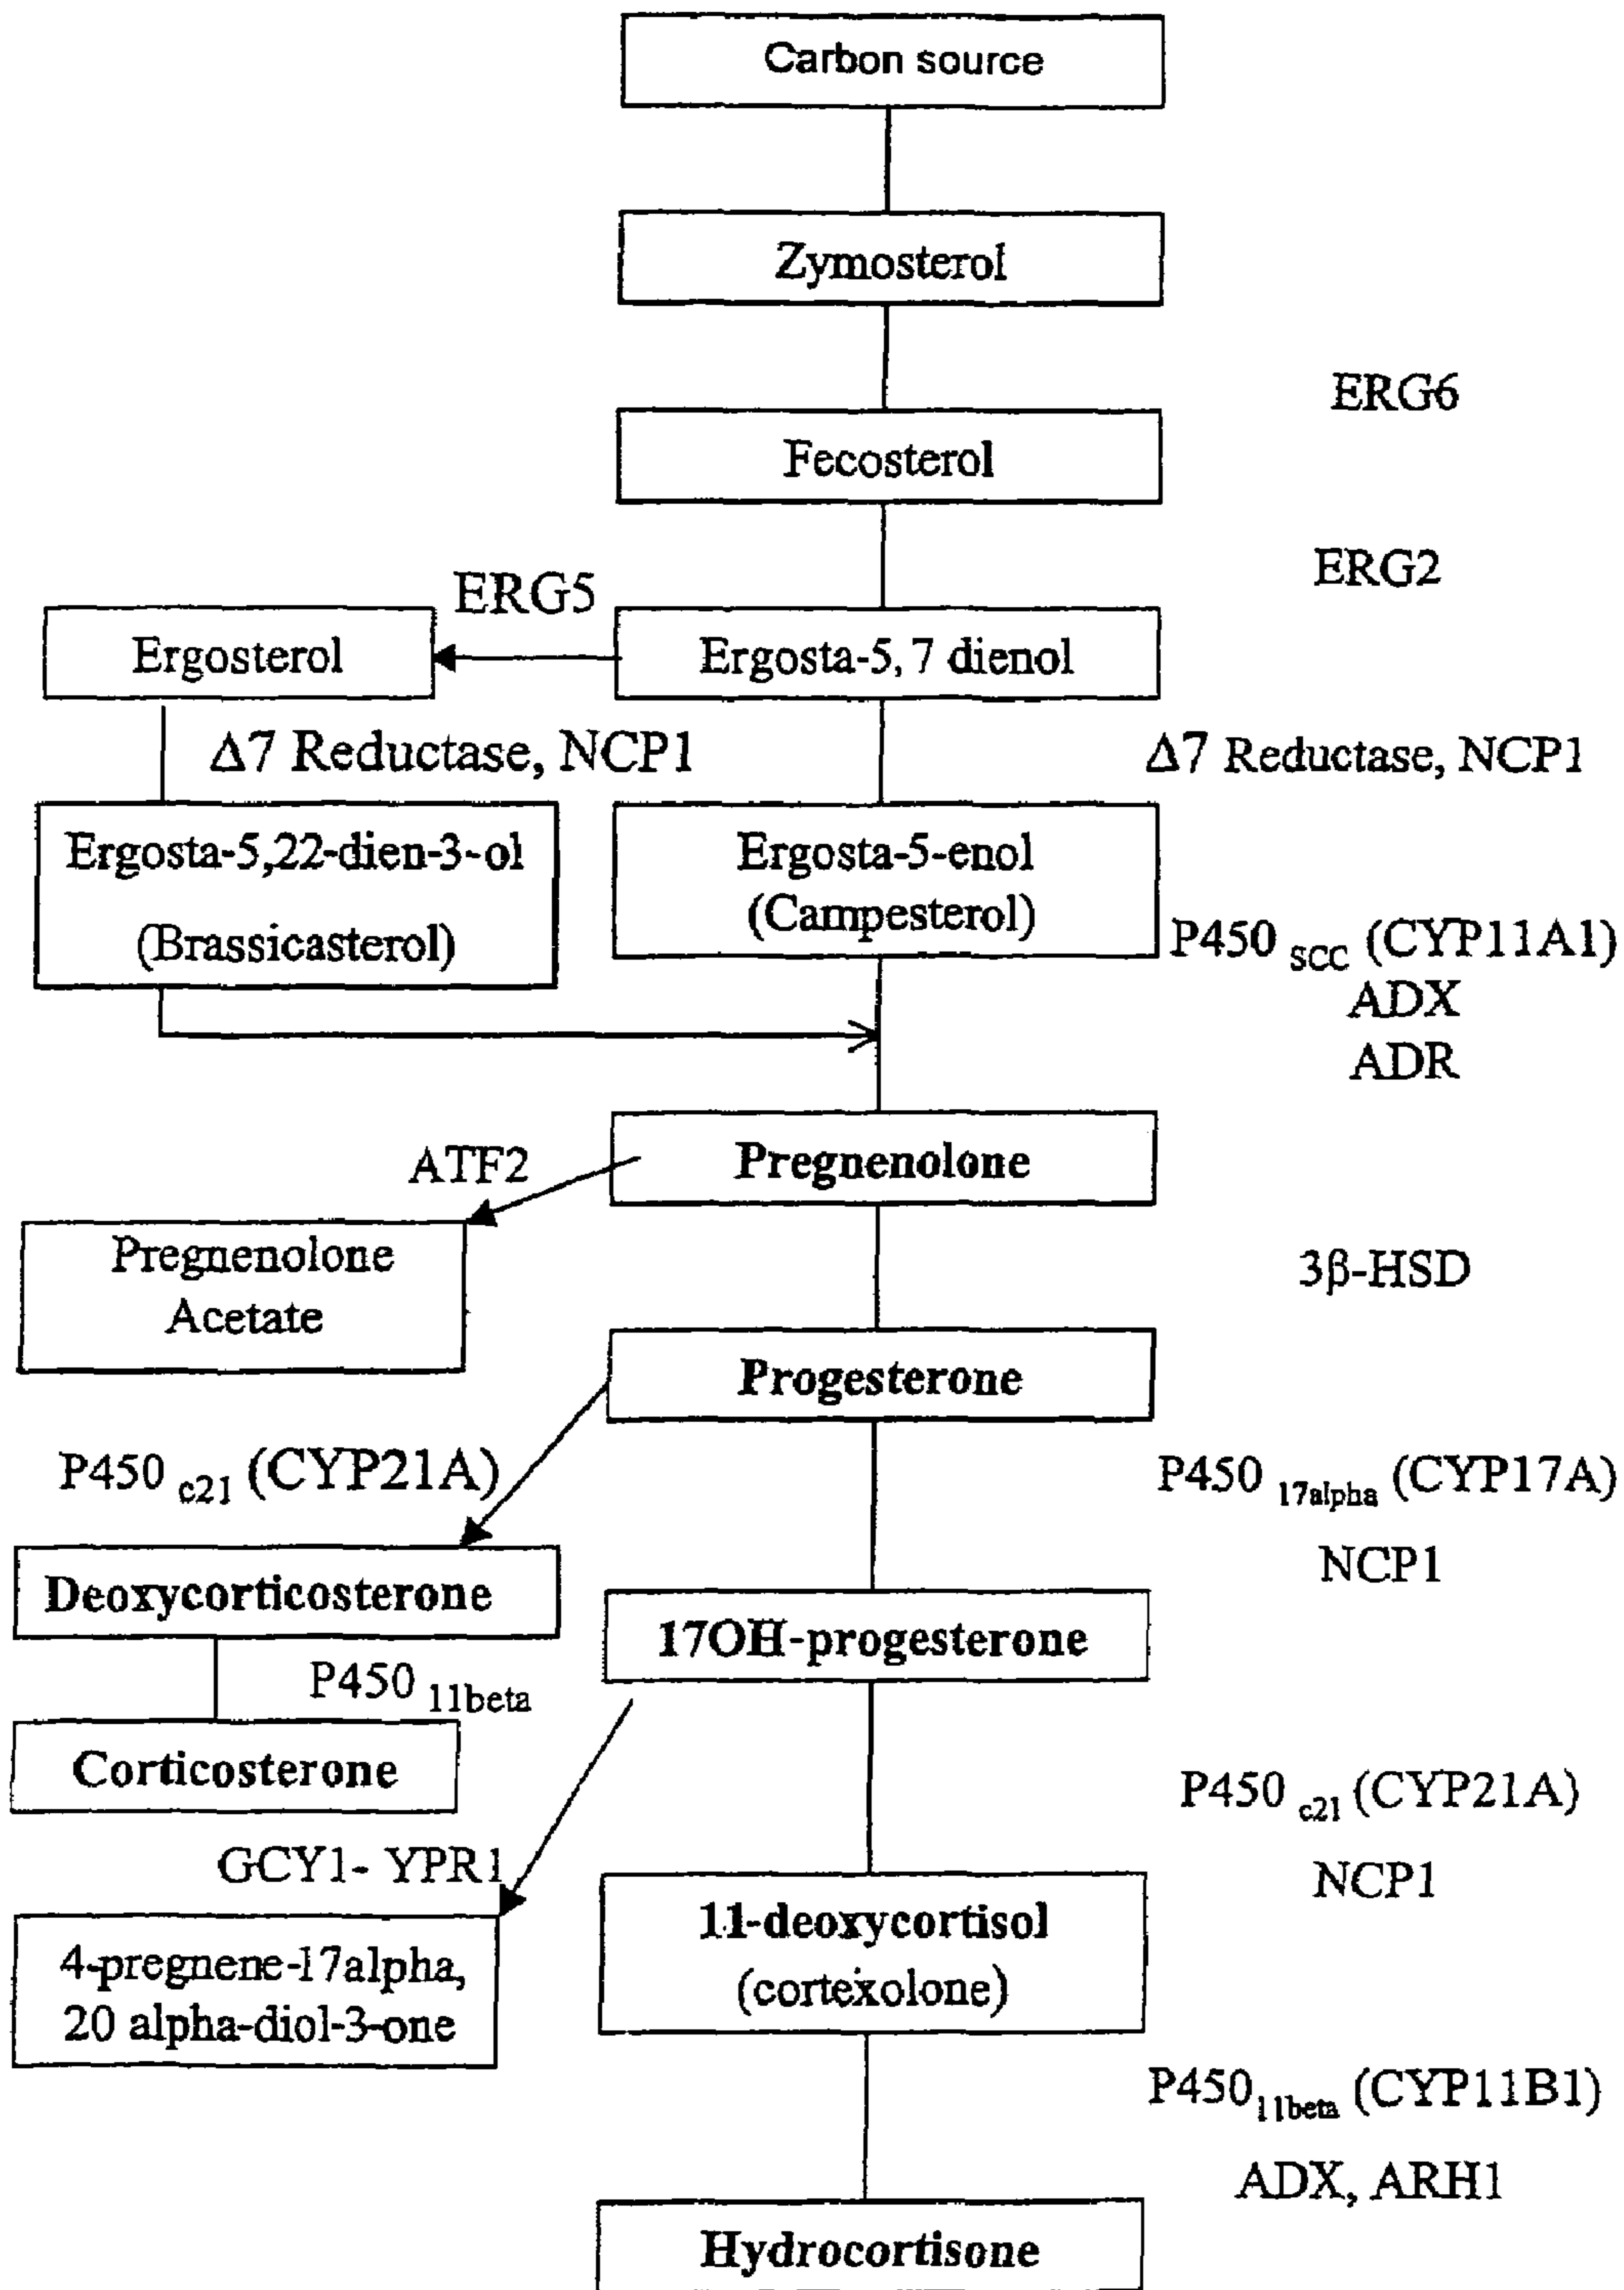 Carbon source
Zymosterol
ERG6
Fecosterol
ERG2
ERG5
Ergosterol
Ergosta-5, 7 dienol
Δ7 Reductase, NCP1
Δ7 Reductase, NCP1
Ergosta-5,22-dien-3-ol
(Brassicasterol)
Ergosta-5-enol
(Campesterol)
P450 SCC (CYP11A1)
ADX
ADR
ATF2
Pregnenolone
Pregnenolone
Acetate
3β-HSD
Progesterone
P450 c21 (CYP21A)
P450 17alpha (CYP17A)
NCP1
Deoxycorticosterone
17OH-progesterone
P450 11beta
Corticosterone
P450 c21 (CYP21A)
NCP1
GCY1- YPR1
4-pregnene-17alpha,
20 alpha-diol-3-one
11-deoxycortisol
(cortexolone)
P450 11beta (CYP11B1)
ADX, ARH1
Hydrocortisone